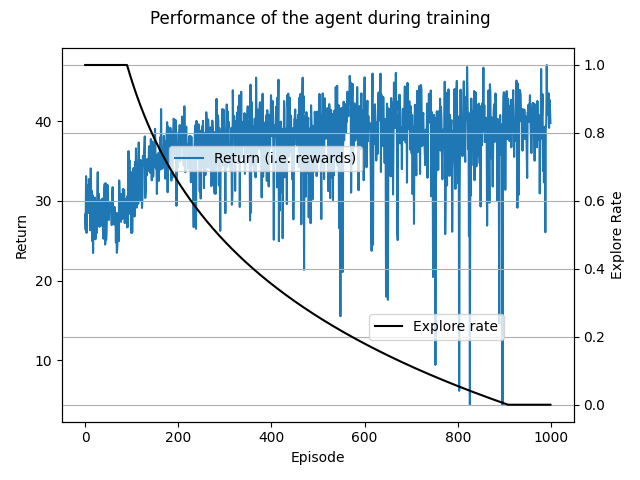 Performance of the agent during training
40
30
20
10
Return
1.0
0.8
0.6
0.4
0.2
0.0
Explore Rate
Return (i.e. rewards)
Explore rate
0 200 400 600 800 1000
Episode